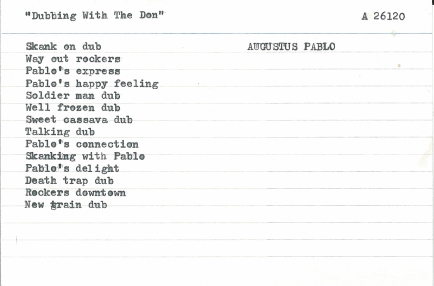 "Dubbing With The Don" A 26120
Skank on dub AUGUSTUS PABLO
Way out rockers
Pablo's express
Pablo's happy feeling
Soldier man dub
Well frozen dub
Sweet cassava dub
Talking dub
Pablo's connection
Skanking with Pablo
Pablo's delight
Death trap dub
Rockers downtown
New train dub